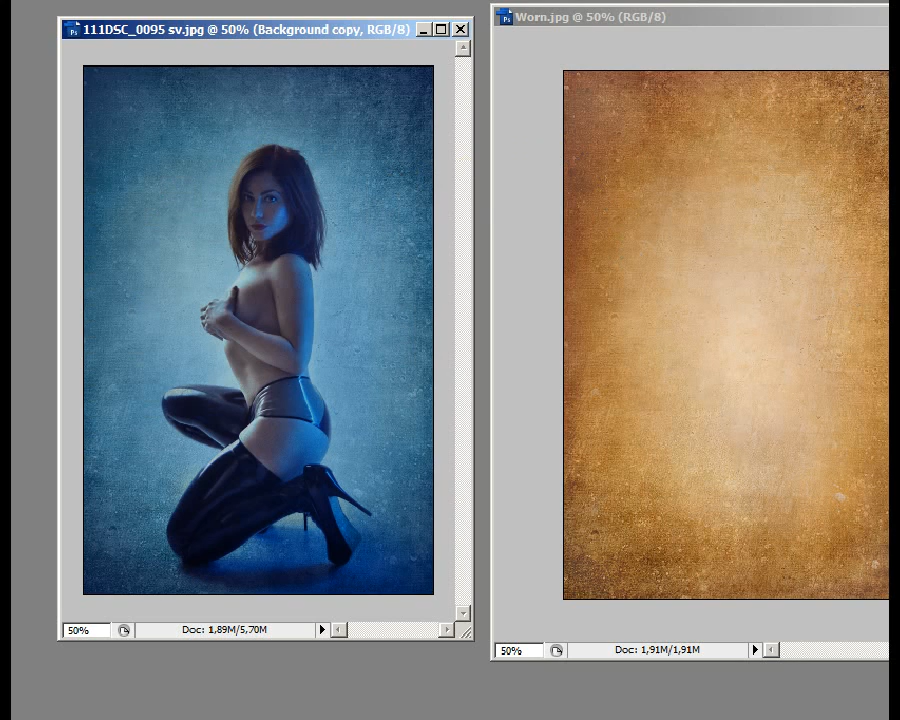 111DSC_0095 sv.jpg @ 50% (Background copy, RGB/8)
Worn.jpg @ 50% (RGB/8)
50%
Doc: 1,89M/5,70M
50%
Doc: 1,91M/1,91M